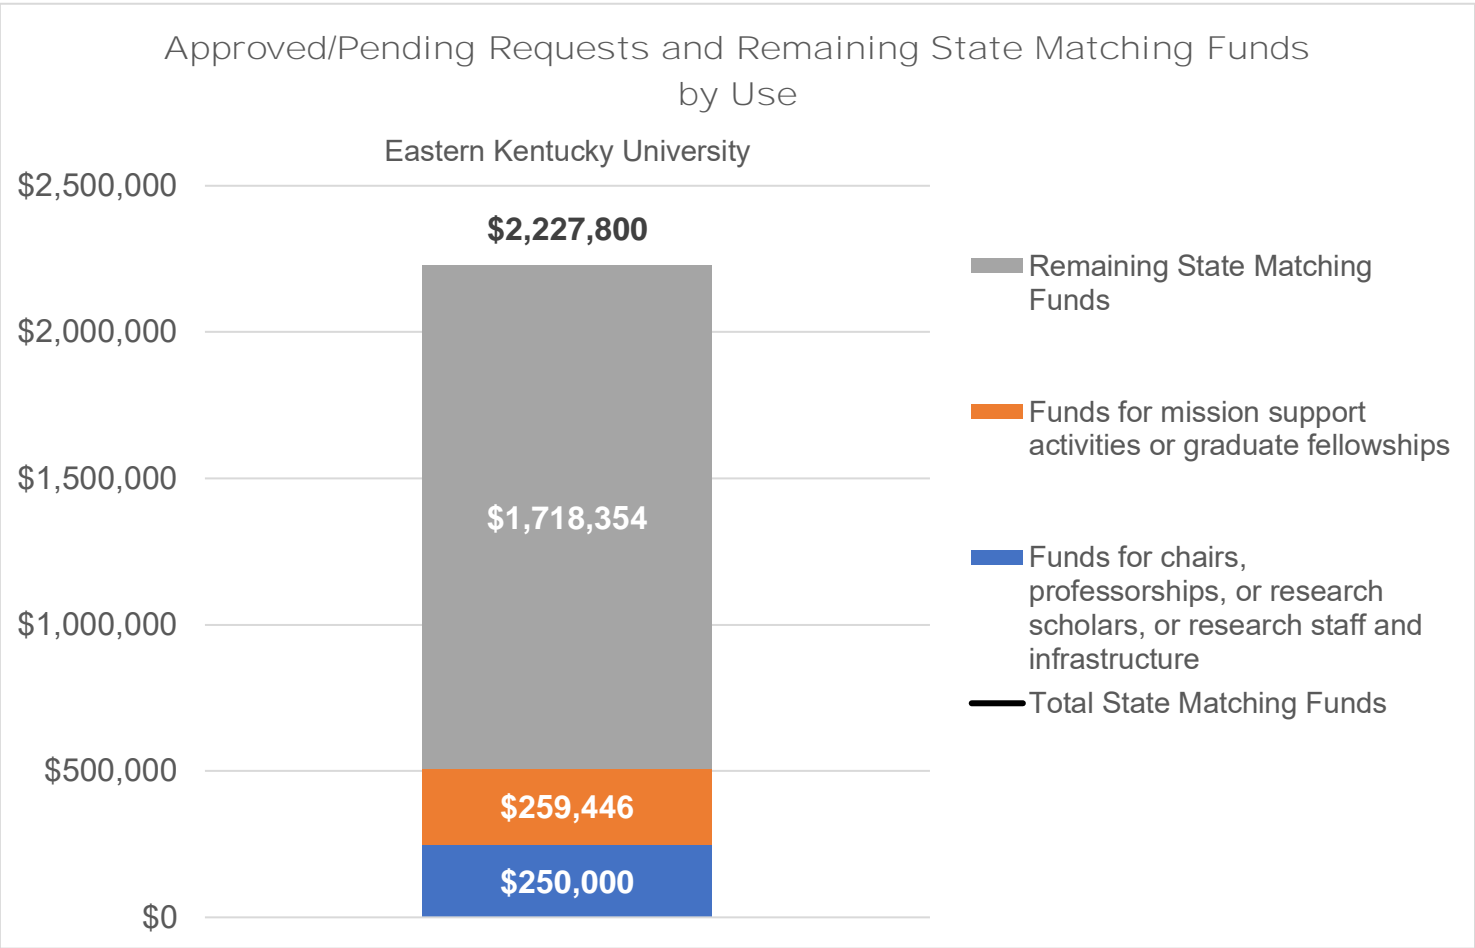 Approved/Pending Requests and Remaining State Matching Funds
by Use
Eastern Kentucky University
$2,500,000
$2,227,800
$2,000,000
$1,500,000
$1,718,354
$1,000,000
$500,000
$259,446
$250,000
$0
Remaining State Matching
Funds
Funds for mission support
activities or graduate fellowships
Funds for chairs,
professorships, or research
scholars, or research staff and
infrastructure
Total State Matching Funds